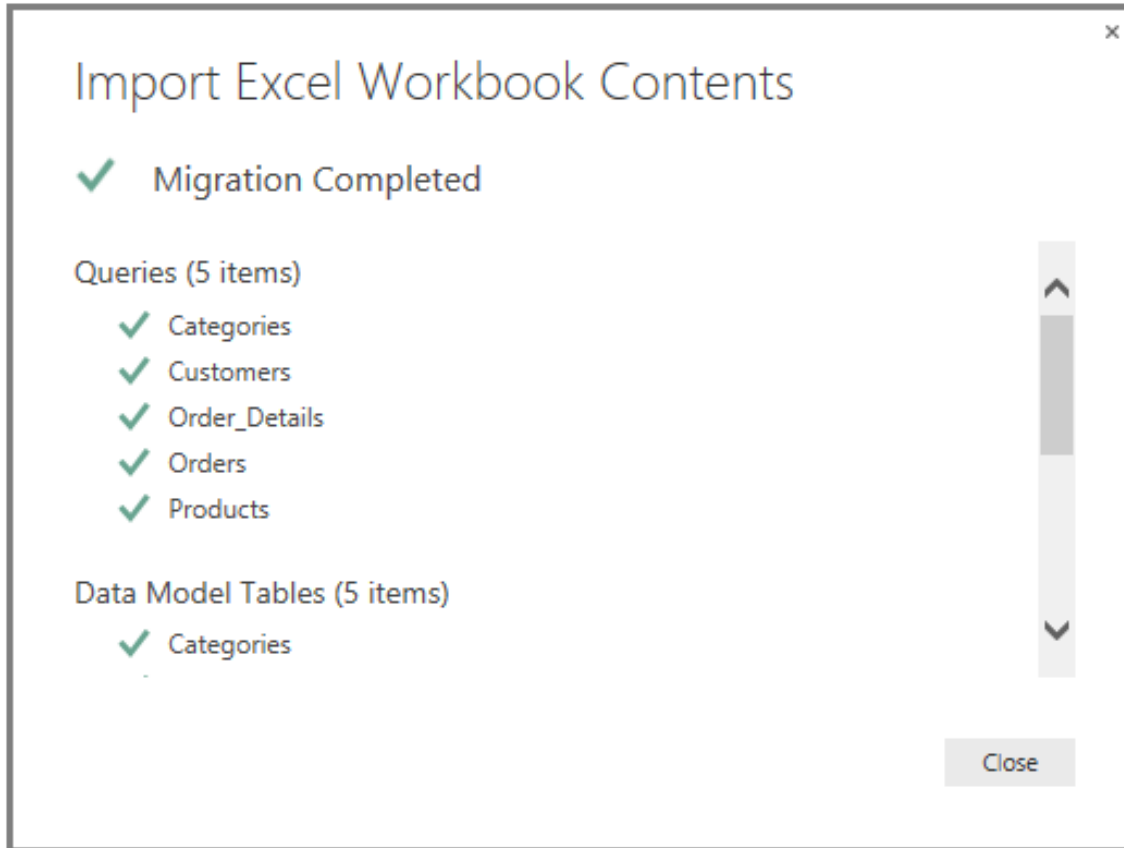 Import Excel Workbook Contents
Migration Completed
Queries (5 items)
Categories
Customers
Order_Details
Orders
Products
Data Model Tables (5 items)
Categories
Close